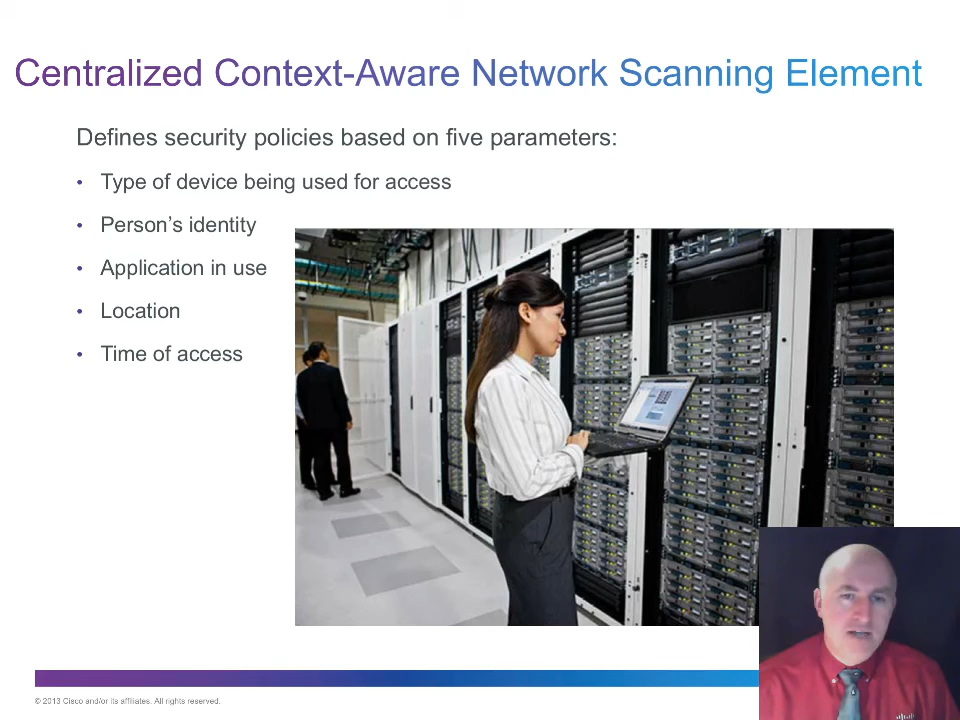 Centralized Context-Aware Network Scanning Element
Defines security policies based on five parameters:
• Type of device being used for access
• Person’s identity
• Application in use
• Location
• Time of access
© 2013 Cisco and/or its affiliates. All rights reserved.